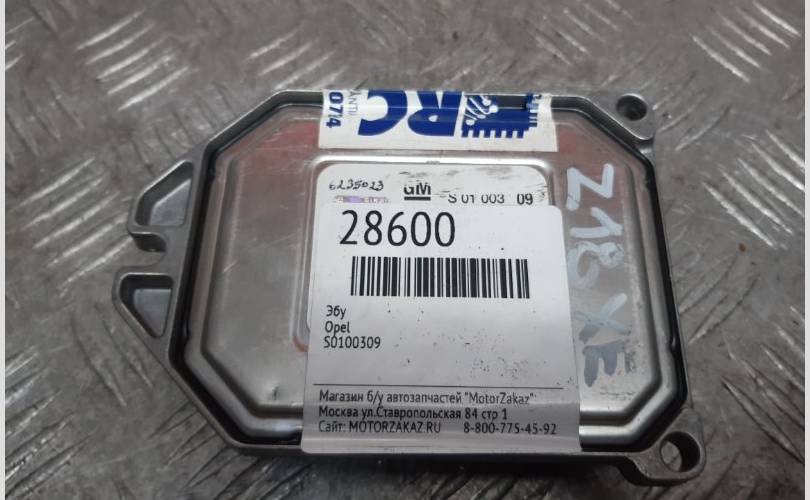 RC
0714
6235023
GM
S 01 003 09
28600
Эбу
Opel
S0100309
Магазин б/у автозапчастей "MotorZakaz"
Москва ул.Ставропольская 84 стр 1
Сайт: MOTORZAKAZ.RU 8-800-775-45-92
Z18XE